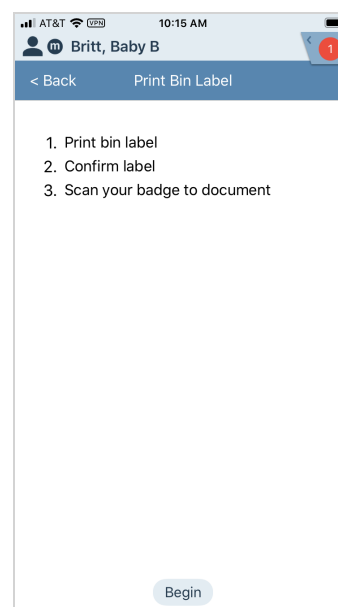 AT&T VPN 10:15 AM
m Britt, Baby B 1
< Back Print Bin Label
1. Print bin label
2. Confirm label
3. Scan your badge to document
Begin